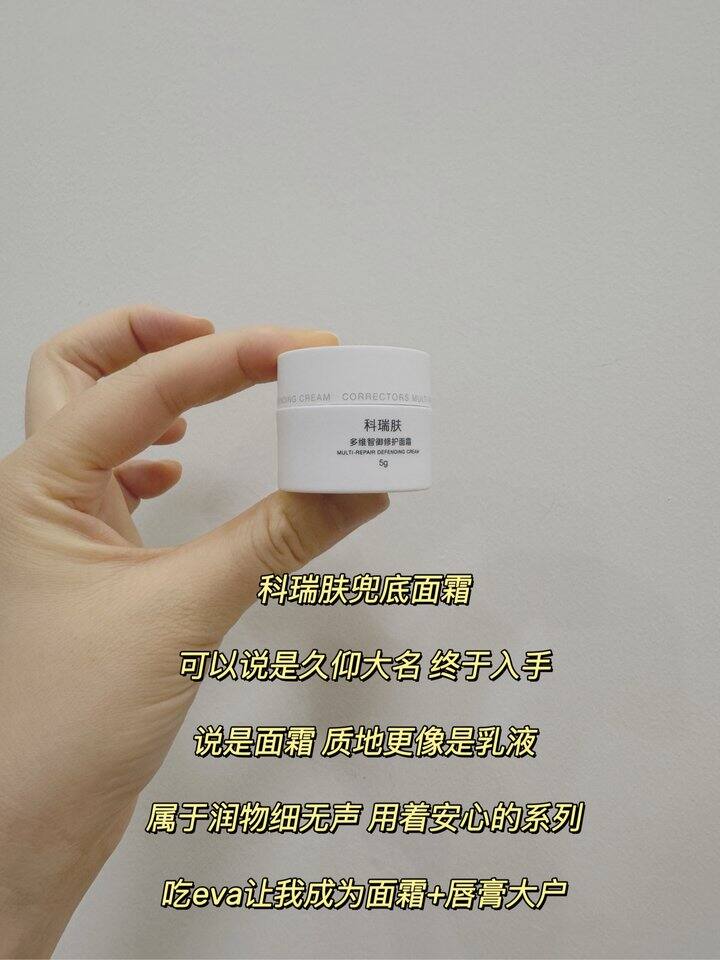 NDING CREAM CORRECTORS MULTI-
科瑞肤
多维智御修护面霜
MULTI-REPAIR DEFENDING CREAM
5g
科瑞肤兜底面霜
可以说是久仰大名 终于入手
说是面霜 质地更像是乳液
属于润物细无声 用着安心的系列
吃eva让我成为面霜+唇膏大户